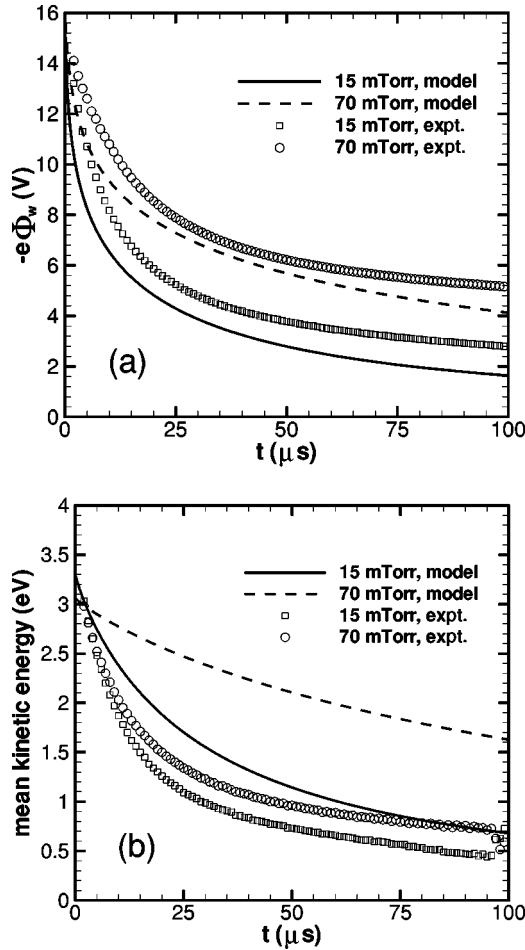 16
14
12
10
8
6
4
2
0
-eΦw (V)
15 mTorr, model
70 mTorr, model
15 mTorr, expt.
70 mTorr, expt.
(a)
0 25 50 75 100
t (μs)
4
3.5
3
2.5
2
1.5
1
0.5
0
mean kinetic energy (eV)
15 mTorr, model
70 mTorr, model
15 mTorr, expt.
70 mTorr, expt.
(b)
0 25 50 75 100
t (μs)